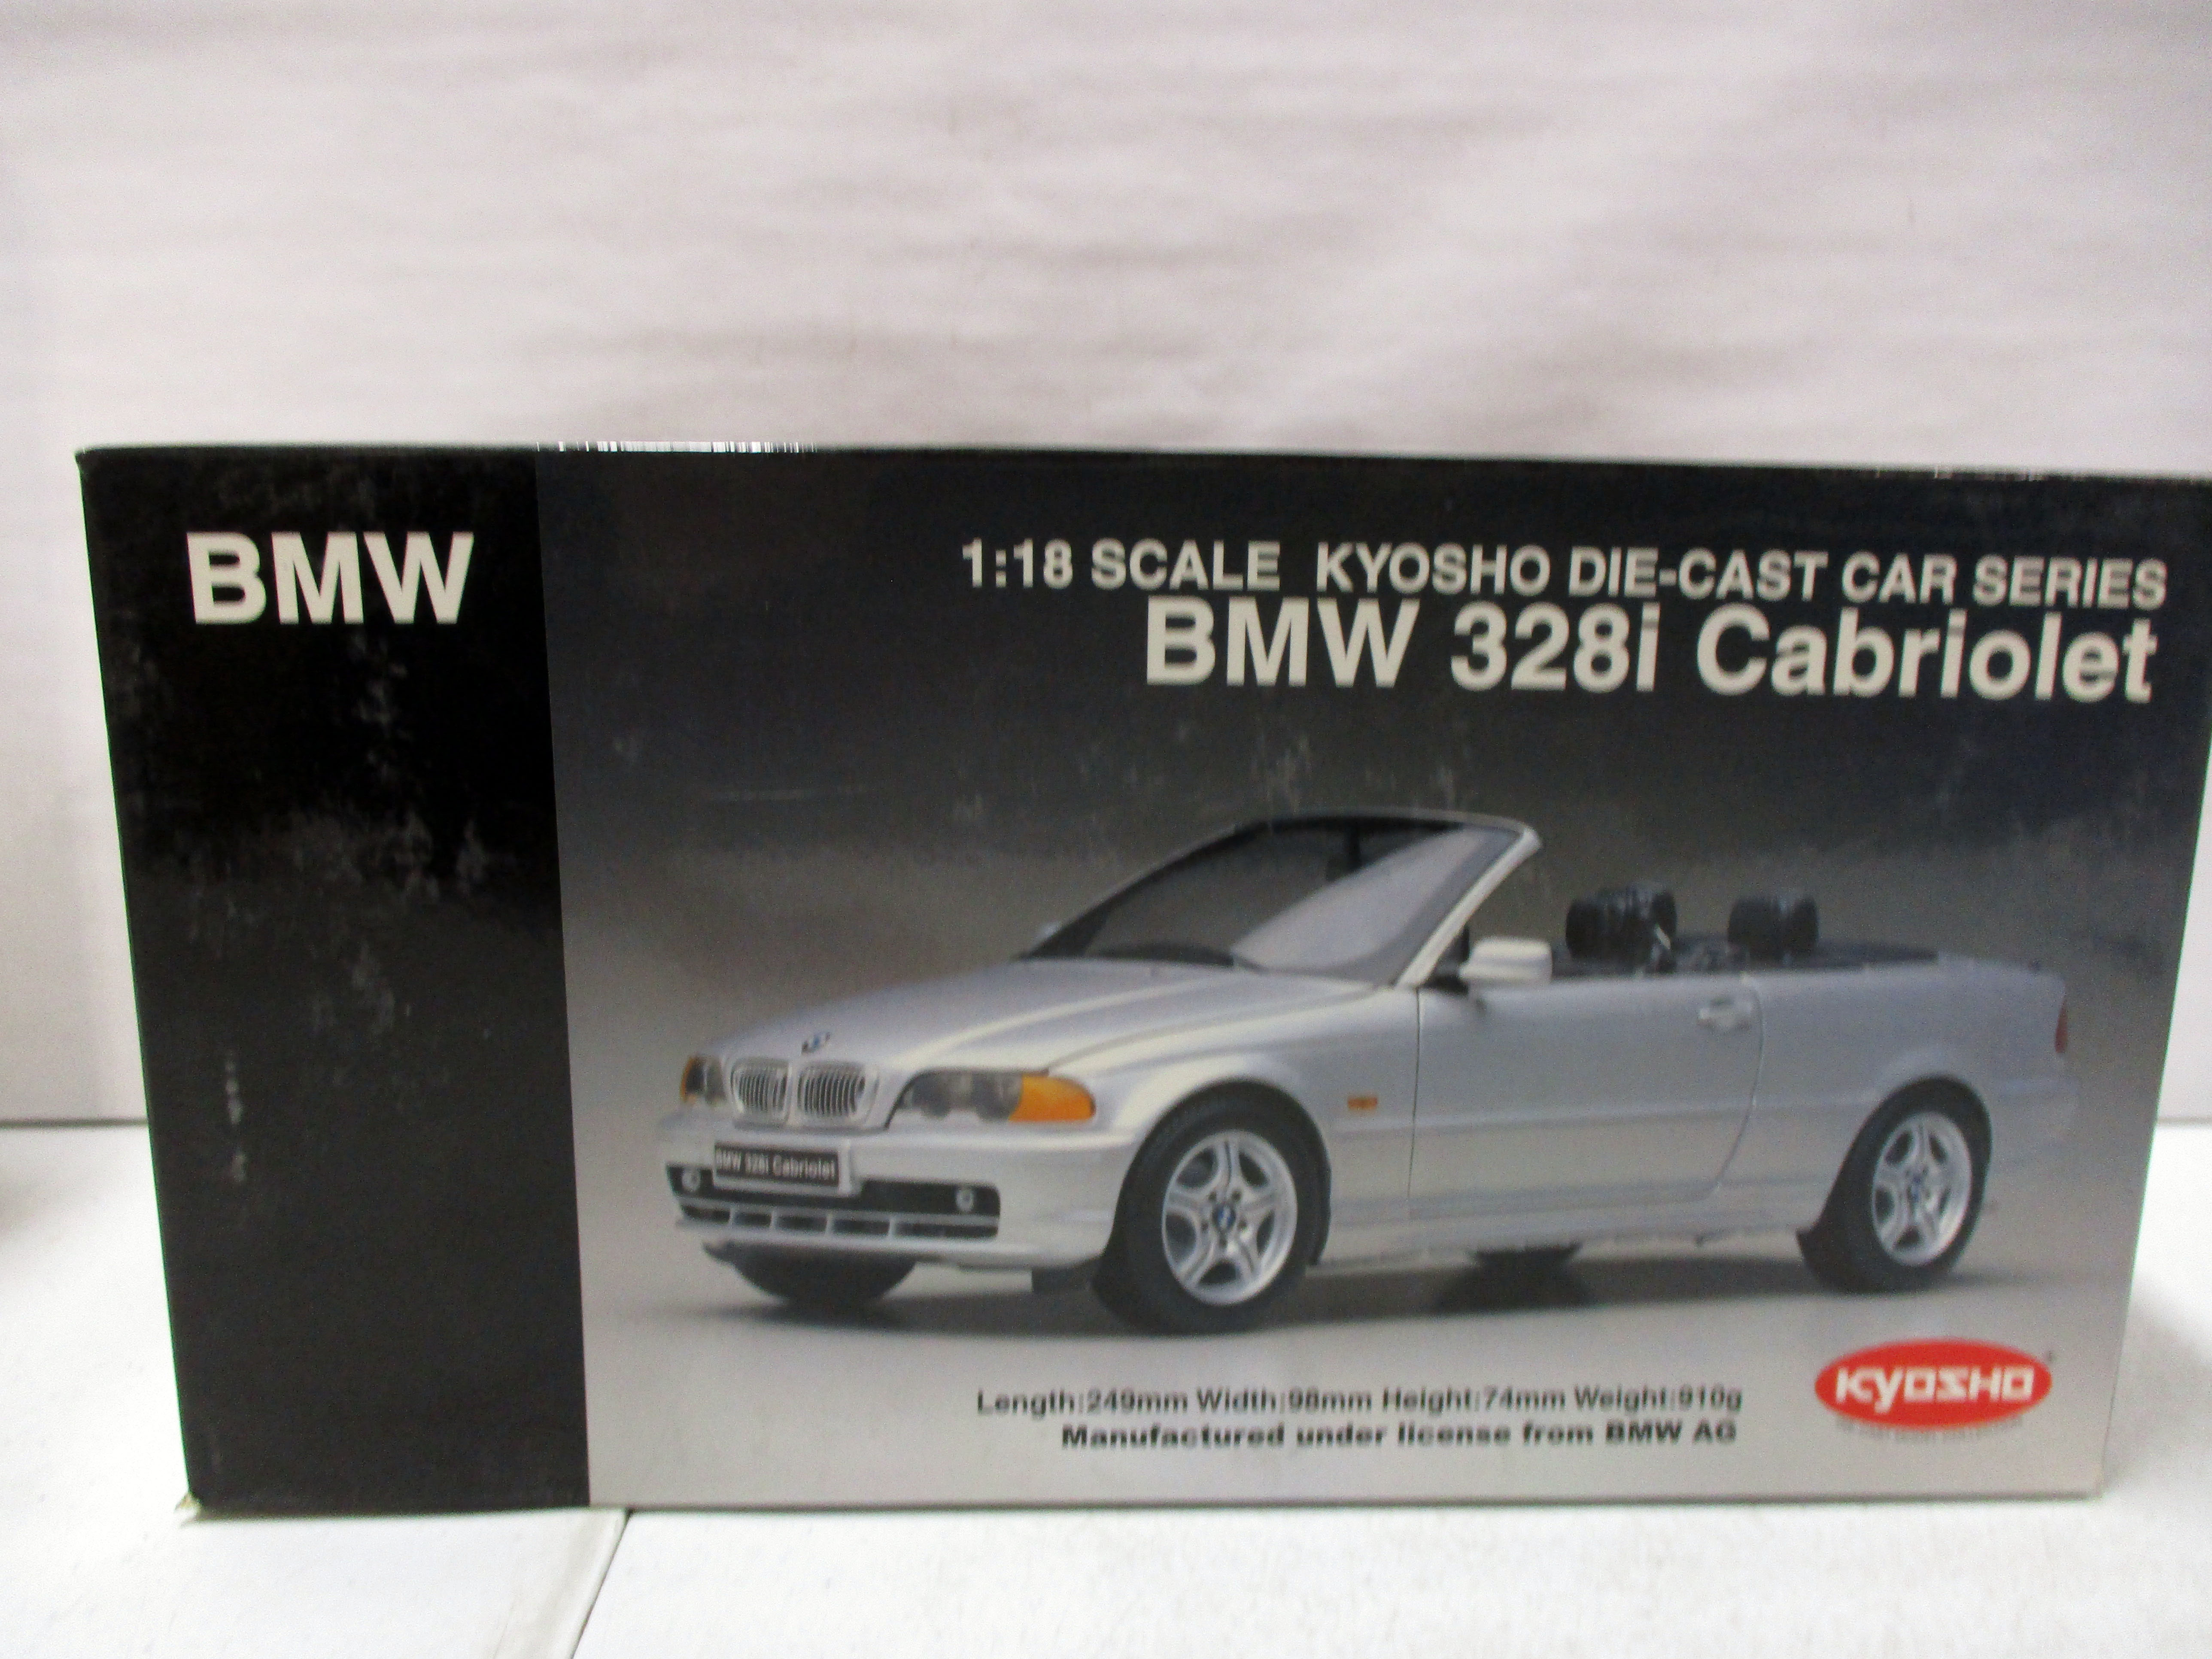 BMW
1:18 SCALE KYOSHO DIE-CAST CAR SERIES
BMW 328i Cabriolet
BMW 328i Cabriolet
Length:249mm Width:98mm Height:74mm Weight:910g
Manufactured under license from BMW AG
KYOSHO